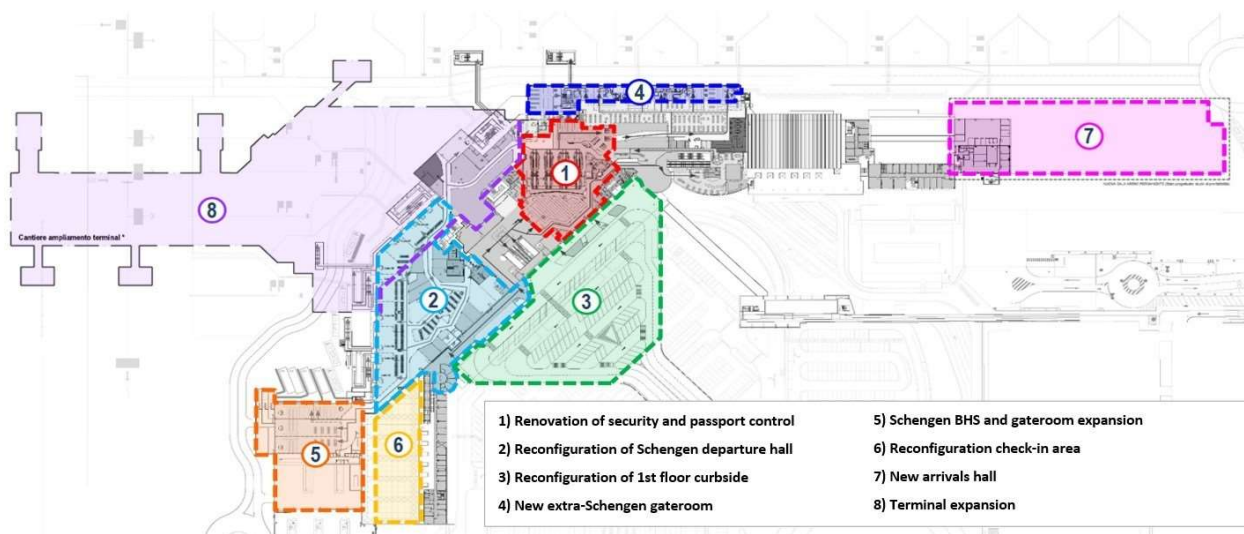 4
1
7
8
Cantiere ampliamento terminal *
2
3
5
6
1) Renovation of security and passport control
2) Reconfiguration of Schengen departure hall
3) Reconfiguration of 1st floor curbside
4) New extra-Schengen gateroom
5) Schengen BHS and gateroom expansion
6) Reconfiguration check-in area
7) New arrivals hall
8) Terminal expansion